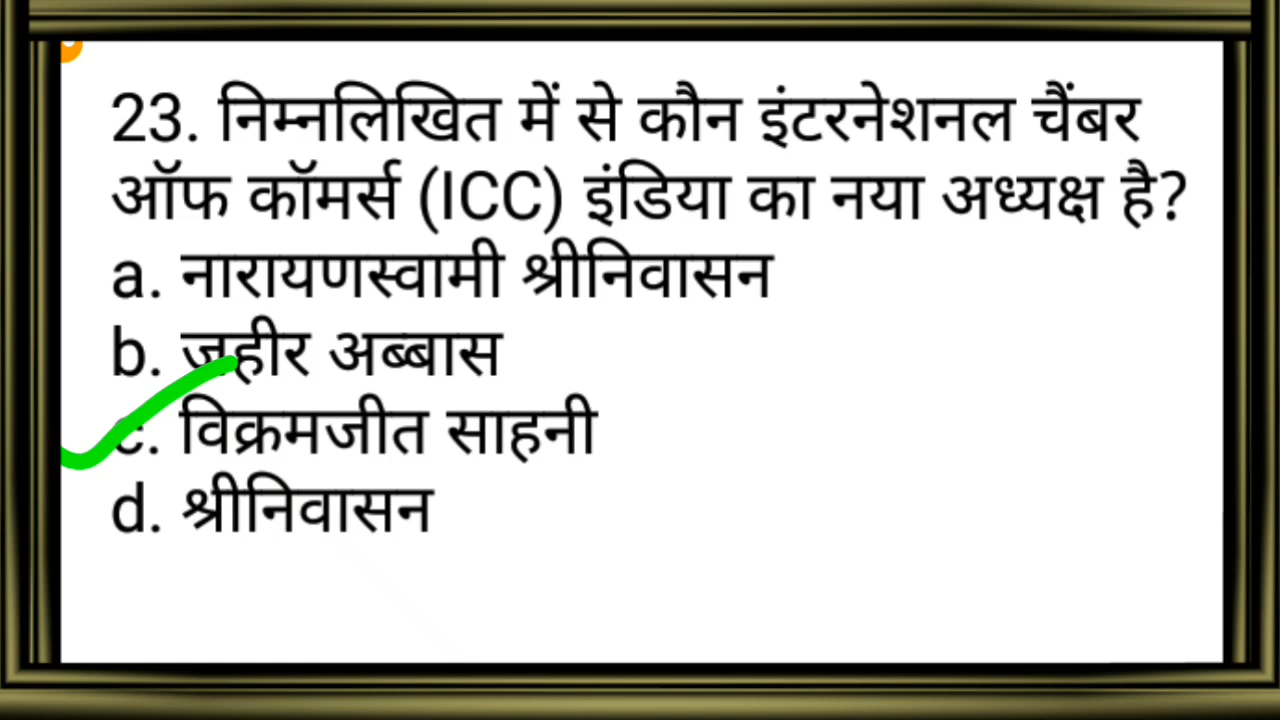 23. निम्नलिखित में से कौन इंटरनेशनल चैंबर
ऑफ कॉमर्स (ICC) इंडिया का नया अध्यक्ष है?
a. नारायणस्वामी श्रीनिवासन
b. जहीर अब्बास
c. विक्रमजीत साहनी
d. श्रीनिवासन